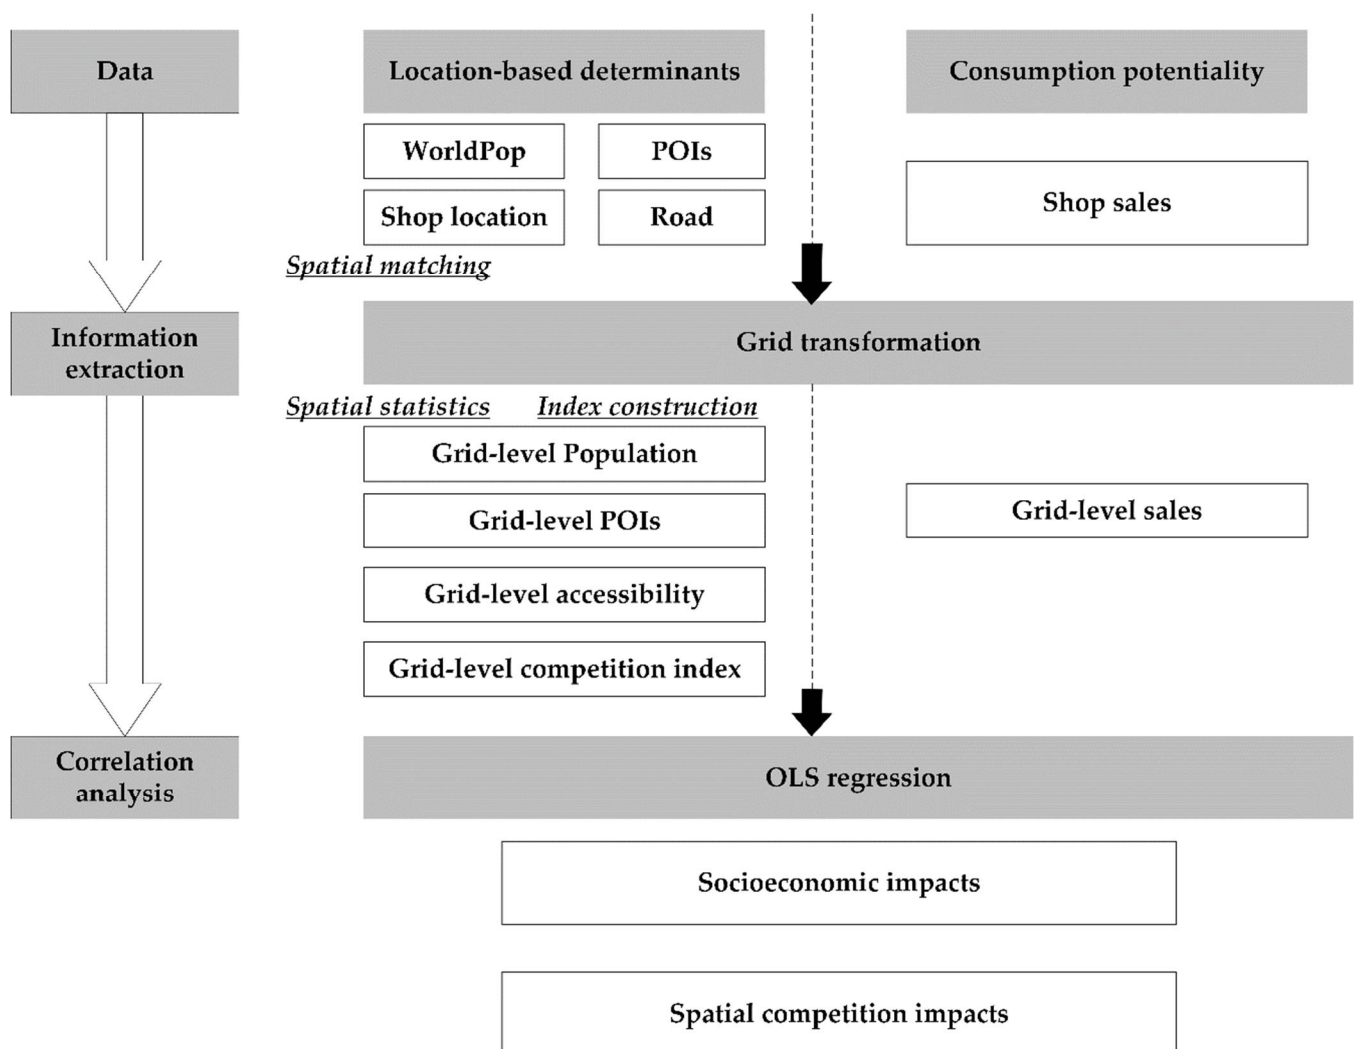 Data
Location-based determinants
Consumption potentiality
WorldPop
POIs
Shop location
Road
Shop sales
Spatial matching
Information
extraction
Grid transformation
Spatial statistics
Index construction
Grid-level Population
Grid-level POIs
Grid-level sales
Grid-level accessibility
Grid-level competition index
Correlation
analysis
OLS regression
Socioeconomic impacts
Spatial competition impacts